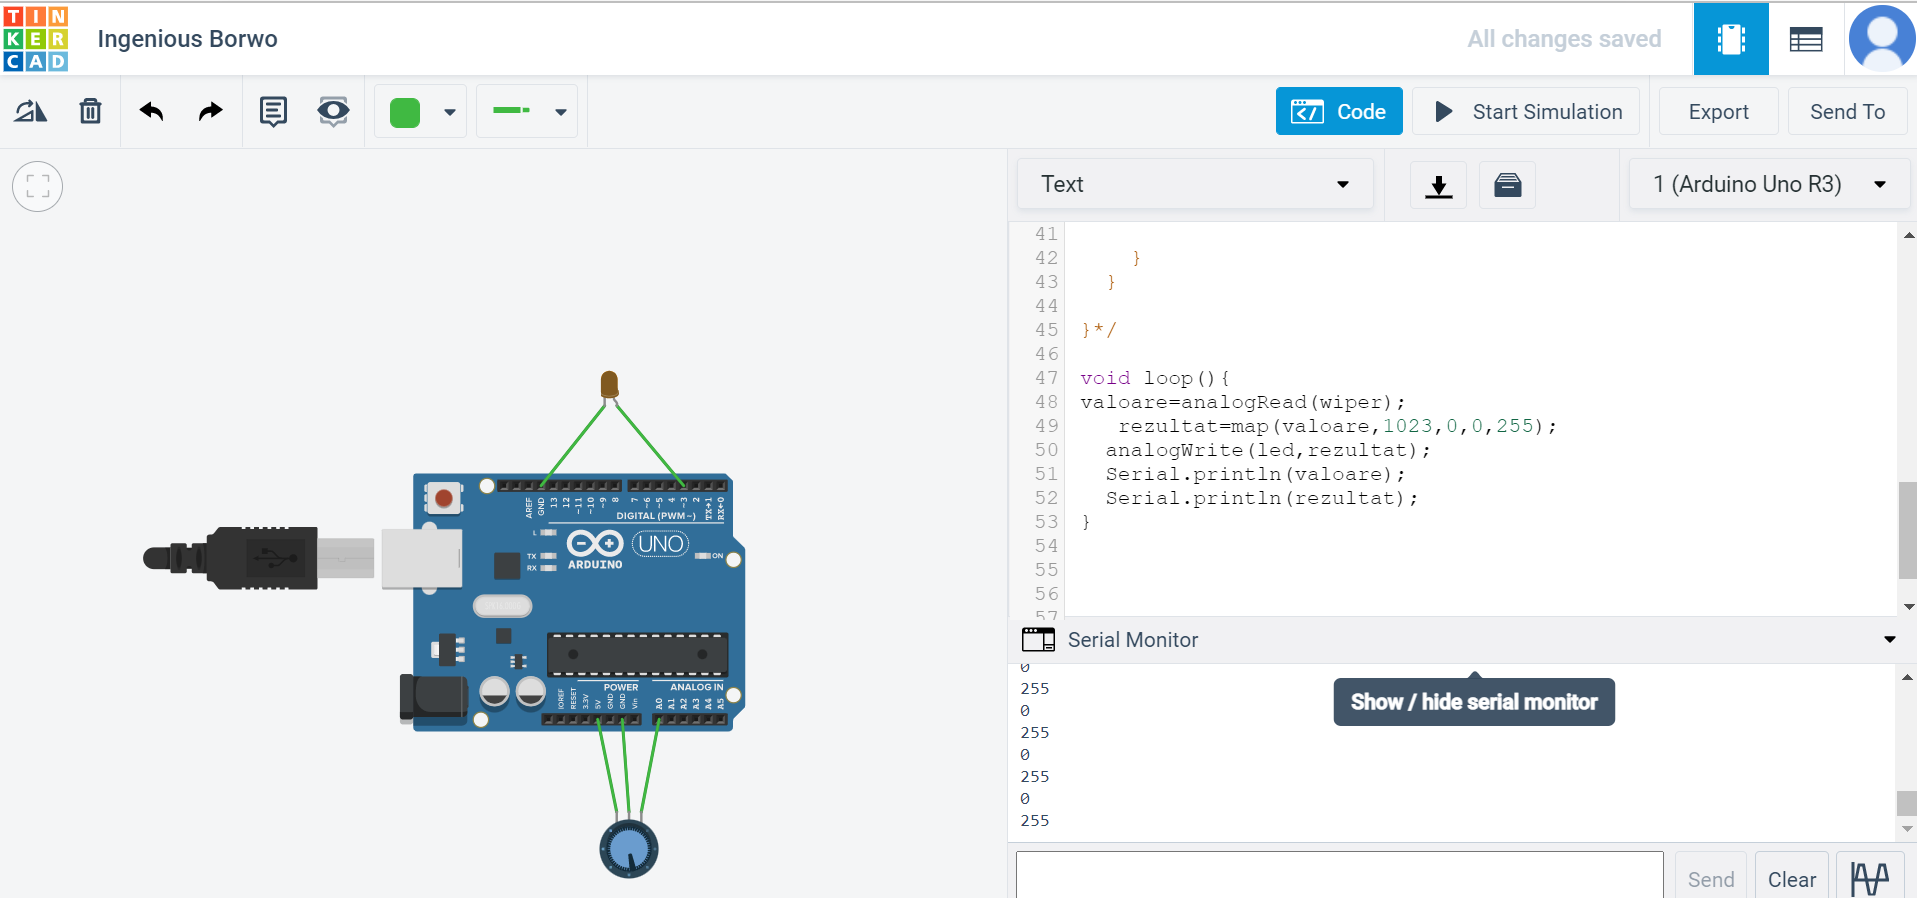 TIN
KER
CAD
Ingenious Borwo
All changes saved
Code
Start Simulation
Export
Send To
Text
1 (Arduino Uno R3)
41
42 }
43 }
44
45 }*/
46
47 void loop(){
48 valoare=analogRead(wiper);
49 rezultat=map(valoare,1023,0,0,255);
50 analogWrite(led,rezultat);
51 Serial.println(valoare);
52 Serial.println(rezultat);
53 }
54
55
56
57
Serial Monitor
Show / hide serial monitor
0
255
0
255
0
255
0
255
Send
Clear
AREF
GND
13
12
~11
~10
~9
8
7
~6
~5
4
~3
2
TX→1
RX←0
DIGITAL (PWM~)
L
TX
RX
UNO
ARDUINO
ON
POWER
ANALOG IN
IOREF
RESET
3.3V
5V
GND
GND
Vin
A0
A1
A2
A3
A4
A5